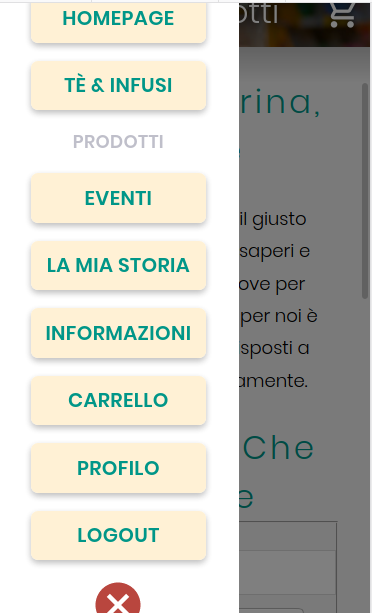 HOMEPAGE
otti
TÈ & INFUSI
rina,
PRODOTTI
EVENTI
il giusto
saperi e
LA MIA STORIA
ove per
per noi è
INFORMAZIONI
sposti a
amente.
CARRELLO
Che
PROFILO
e
LOGOUT